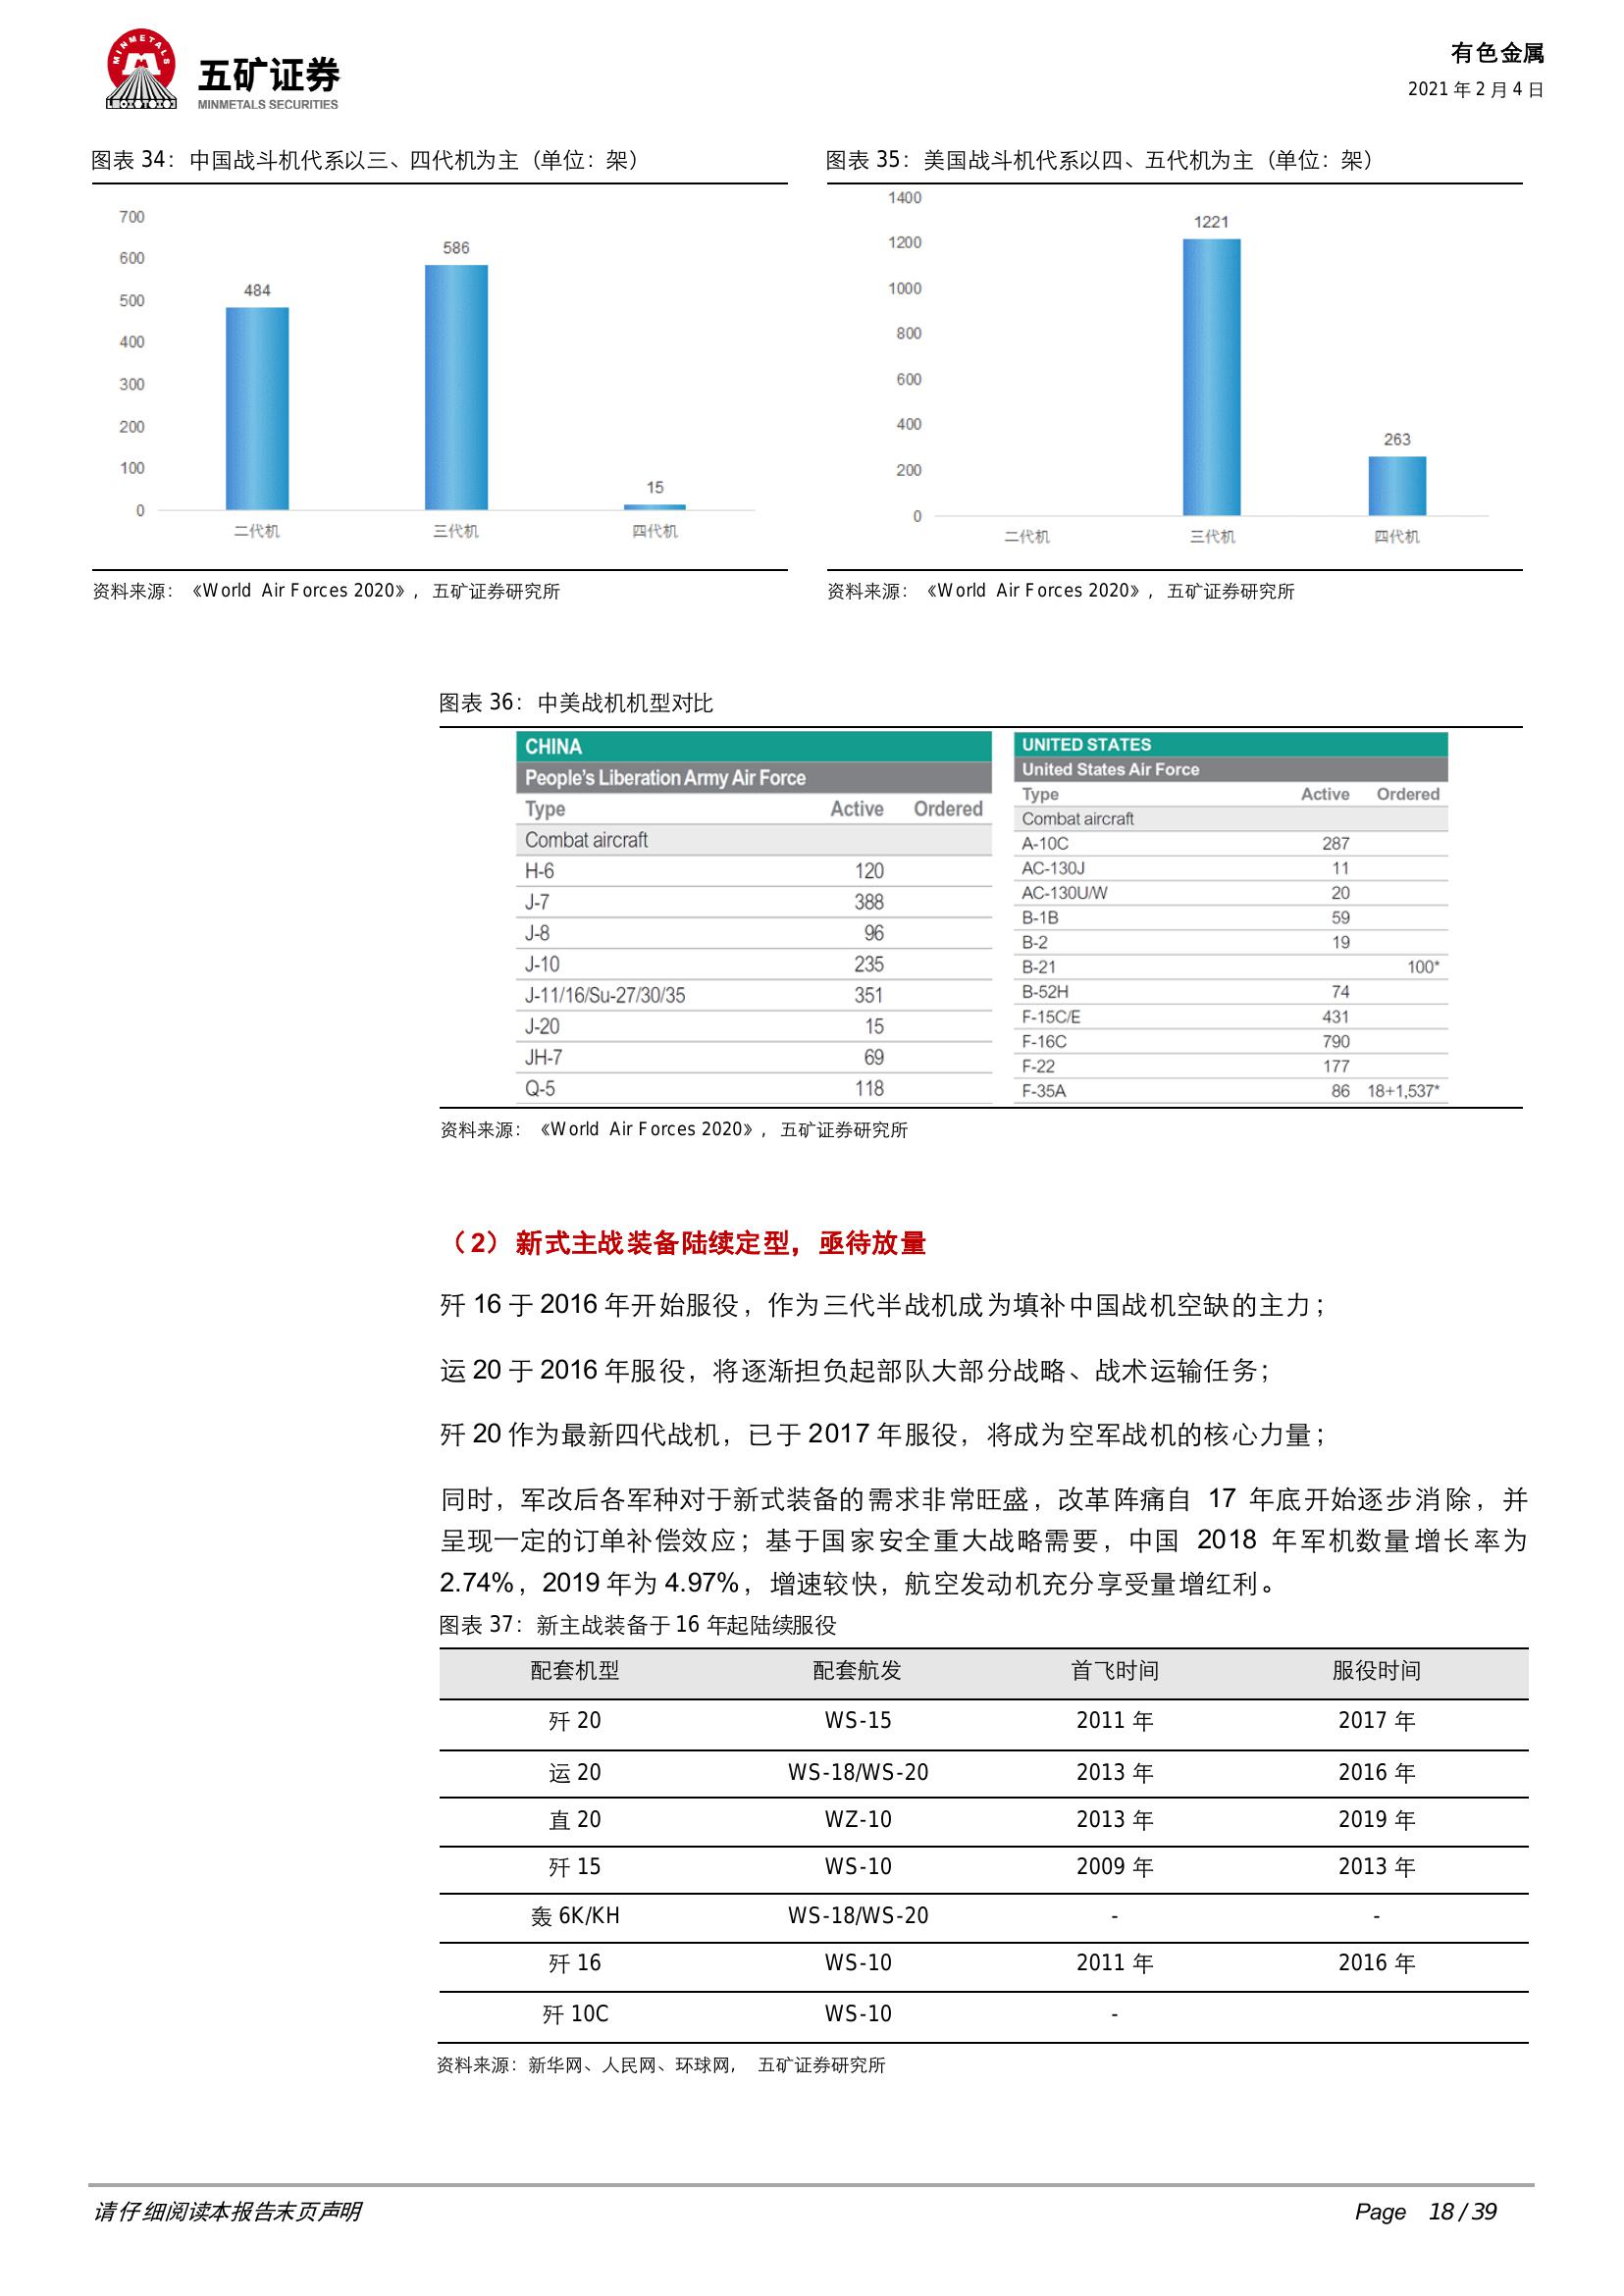 MINMETALS
五矿证券
MINMETALS SECURITIES
有色金属
2021 年 2 月 4 日
图表 34：中国战斗机代系以三、四代机为主（单位：架）
700
600
500
400
300
200
100
0
484
586
15
二代机 三代机 四代机
资料来源：《World Air Forces 2020》，五矿证券研究所
图表 35：美国战斗机代系以四、五代机为主（单位：架）
1400
1200
1000
800
600
400
200
0
1221
263
二代机 三代机 四代机
资料来源：《World Air Forces 2020》，五矿证券研究所
图表 36：中美战机机型对比
CHINA
People's Liberation Army Air Force
Type Active Ordered
Combat aircraft
H-6 120
J-7 388
J-8 96
J-10 235
J-11/16/Su-27/30/35 351
J-20 15
JH-7 69
Q-5 118
UNITED STATES
United States Air Force
Type Active Ordered
Combat aircraft
A-10C 287
AC-130J 11
AC-130U/W 20
B-1B 59
B-2 19
B-21 100*
B-52H 74
F-15C/E 431
F-16C 790
F-22 177
F-35A 86 18+1,537*
资料来源：《World Air Forces 2020》，五矿证券研究所
（2）新式主战装备陆续定型，亟待放量
歼 16 于 2016 年开始服役，作为三代半战机成为填补中国战机空缺的主力；
运 20 于 2016 年服役，将逐渐担负起部队大部分战略、战术运输任务；
歼 20 作为最新四代战机，已于 2017 年服役，将成为空军战机的核心力量；
同时，军改后各军种对于新式装备的需求非常旺盛，改革阵痛自 17 年底开始逐步消除，并
呈现一定的订单补偿效应；基于国家安全重大战略需要，中国 2018 年军机数量增长率为
2.74%，2019 年为 4.97%，增速较快，航空发动机充分享受量增红利。
图表 37：新主战装备于 16 年起陆续服役
配套机型 配套航发 首飞时间 服役时间
歼 20 WS-15 2011 年 2017 年
运 20 WS-18/WS-20 2013 年 2016 年
直 20 WZ-10 2013 年 2019 年
歼 15 WS-10 2009 年 2013 年
轰 6K/KH WS-18/WS-20 - -
歼 16 WS-10 2011 年 2016 年
歼 10C WS-10 -
资料来源：新华网、人民网、环球网， 五矿证券研究所
请仔细阅读本报告末页声明
Page 18 / 39